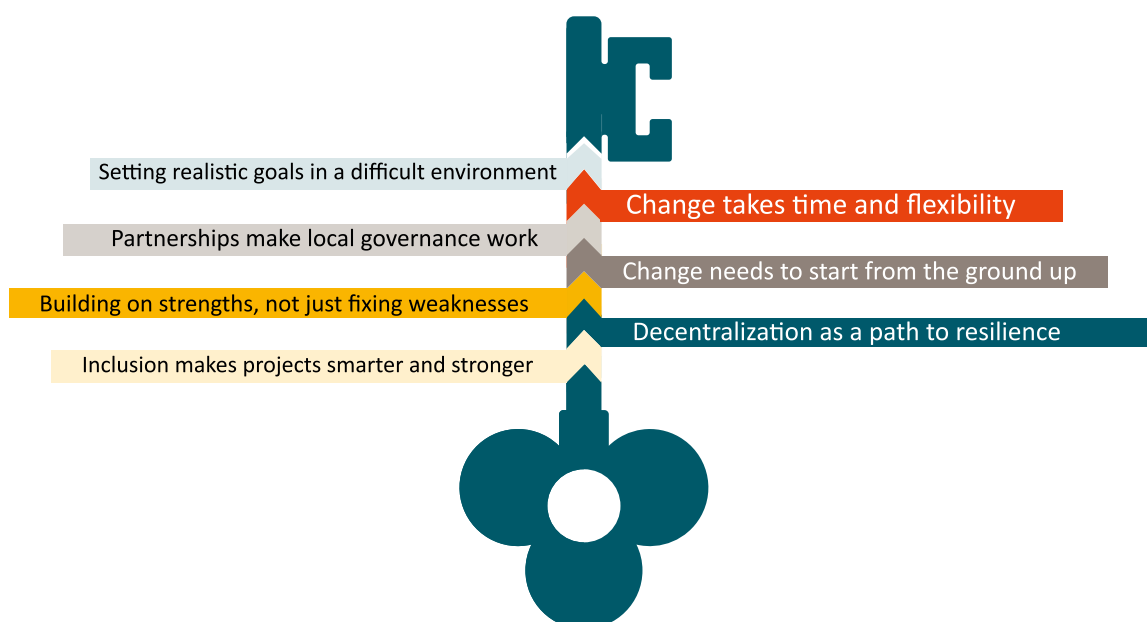 Setting realistic goals in a difficult environment
Change takes time and flexibility
Partnerships make local governance work
Change needs to start from the ground up
Building on strengths, not just fixing weaknesses
Decentralization as a path to resilience
Inclusion makes projects smarter and stronger